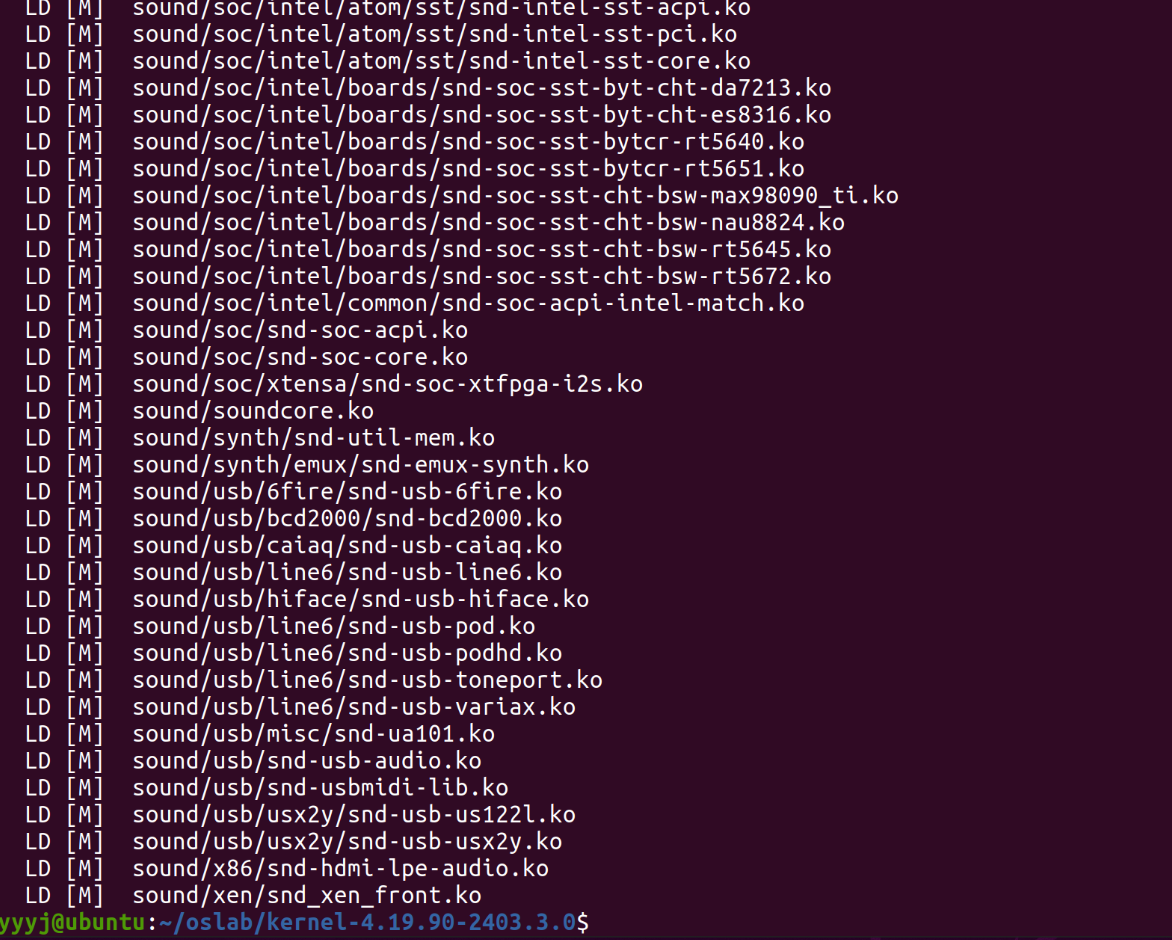 LD [M]  sound/soc/intel/atom/sst/snd-intel-sst-acpi.ko
LD [M]  sound/soc/intel/atom/sst/snd-intel-sst-pci.ko
LD [M]  sound/soc/intel/atom/sst/snd-intel-sst-core.ko
LD [M]  sound/soc/intel/boards/snd-soc-sst-byt-cht-da7213.ko
LD [M]  sound/soc/intel/boards/snd-soc-sst-byt-cht-es8316.ko
LD [M]  sound/soc/intel/boards/snd-soc-sst-bytcr-rt5640.ko
LD [M]  sound/soc/intel/boards/snd-soc-sst-bytcr-rt5651.ko
LD [M]  sound/soc/intel/boards/snd-soc-sst-cht-bsw-max98090_ti.ko
LD [M]  sound/soc/intel/boards/snd-soc-sst-cht-bsw-nau8824.ko
LD [M]  sound/soc/intel/boards/snd-soc-sst-cht-bsw-rt5645.ko
LD [M]  sound/soc/intel/boards/snd-soc-sst-cht-bsw-rt5672.ko
LD [M]  sound/soc/intel/common/snd-soc-acpi-intel-match.ko
LD [M]  sound/soc/snd-soc-acpi.ko
LD [M]  sound/soc/snd-soc-core.ko
LD [M]  sound/soc/xtensa/snd-soc-xtfpga-i2s.ko
LD [M]  sound/soundcore.ko
LD [M]  sound/synth/snd-util-mem.ko
LD [M]  sound/synth/emux/snd-emux-synth.ko
LD [M]  sound/usb/6fire/snd-usb-6fire.ko
LD [M]  sound/usb/bcd2000/snd-bcd2000.ko
LD [M]  sound/usb/caiaq/snd-usb-caiaq.ko
LD [M]  sound/usb/line6/snd-usb-line6.ko
LD [M]  sound/usb/hiface/snd-usb-hiface.ko
LD [M]  sound/usb/line6/snd-usb-pod.ko
LD [M]  sound/usb/line6/snd-usb-podhd.ko
LD [M]  sound/usb/line6/snd-usb-toneport.ko
LD [M]  sound/usb/line6/snd-usb-variax.ko
LD [M]  sound/usb/misc/snd-ua101.ko
LD [M]  sound/usb/snd-usb-audio.ko
LD [M]  sound/usb/snd-usbmidi-lib.ko
LD [M]  sound/usb/usx2y/snd-usb-us122l.ko
LD [M]  sound/usb/usx2y/snd-usb-usx2y.ko
LD [M]  sound/x86/snd-hdmi-lpe-audio.ko
LD [M]  sound/xen/snd_xen_front.ko
yyyj@ubuntu:~/oslab/kernel-4.19.90-2403.3.0$